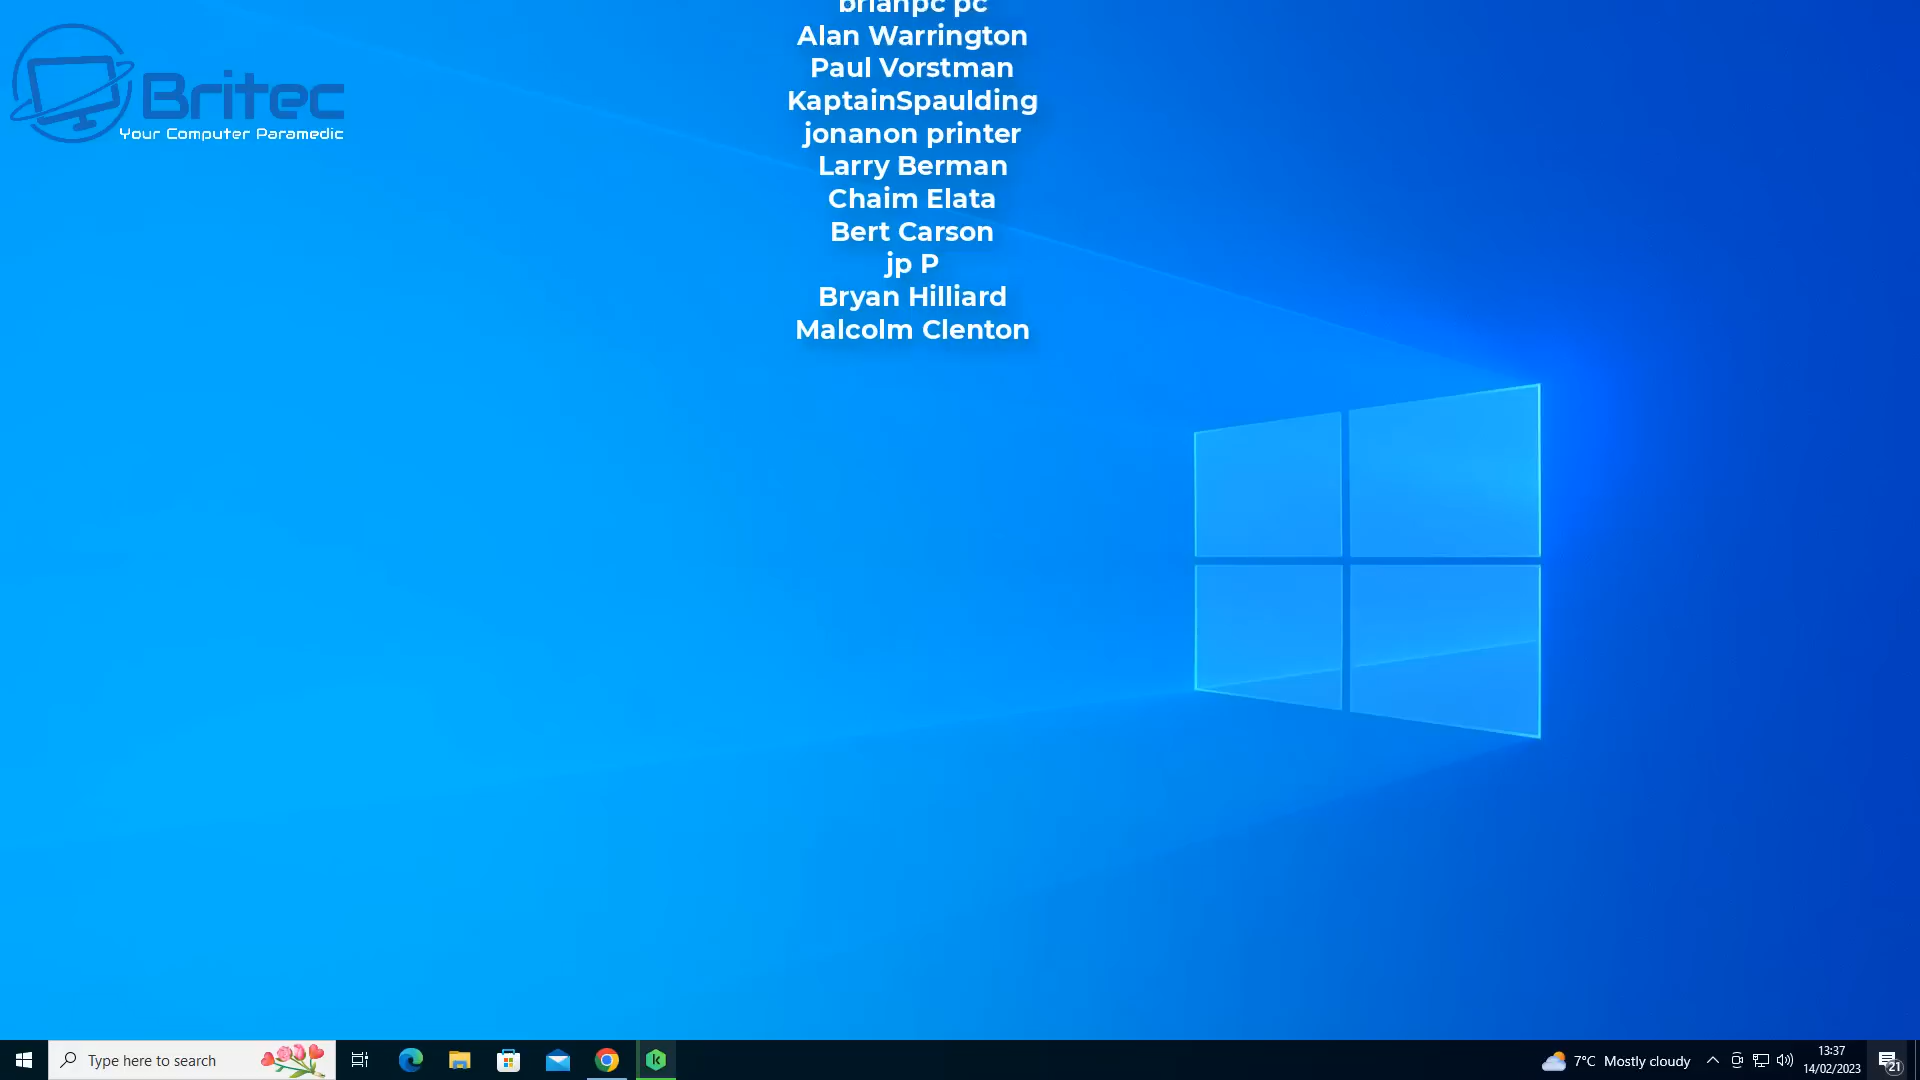 brianpc pc
Alan Warrington
Paul Vorstman
KaptainSpaulding
jonanon printer
Larry Berman
Chaim Elata
Bert Carson
jp P
Bryan Hilliard
Malcolm Clenton
Britec
Your Computer Paramedic
Type here to search
7°C Mostly cloudy
13:37
14/02/2023
21